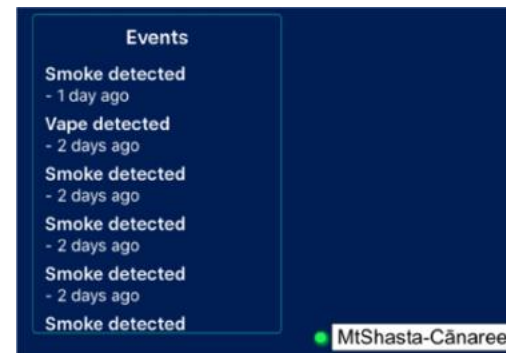 Events
Smoke detected
- 1 day ago
Vape detected
- 2 days ago
Smoke detected
- 2 days ago
Smoke detected
- 2 days ago
Smoke detected
- 2 days ago
Smoke detected
MtShasta-Cānaree